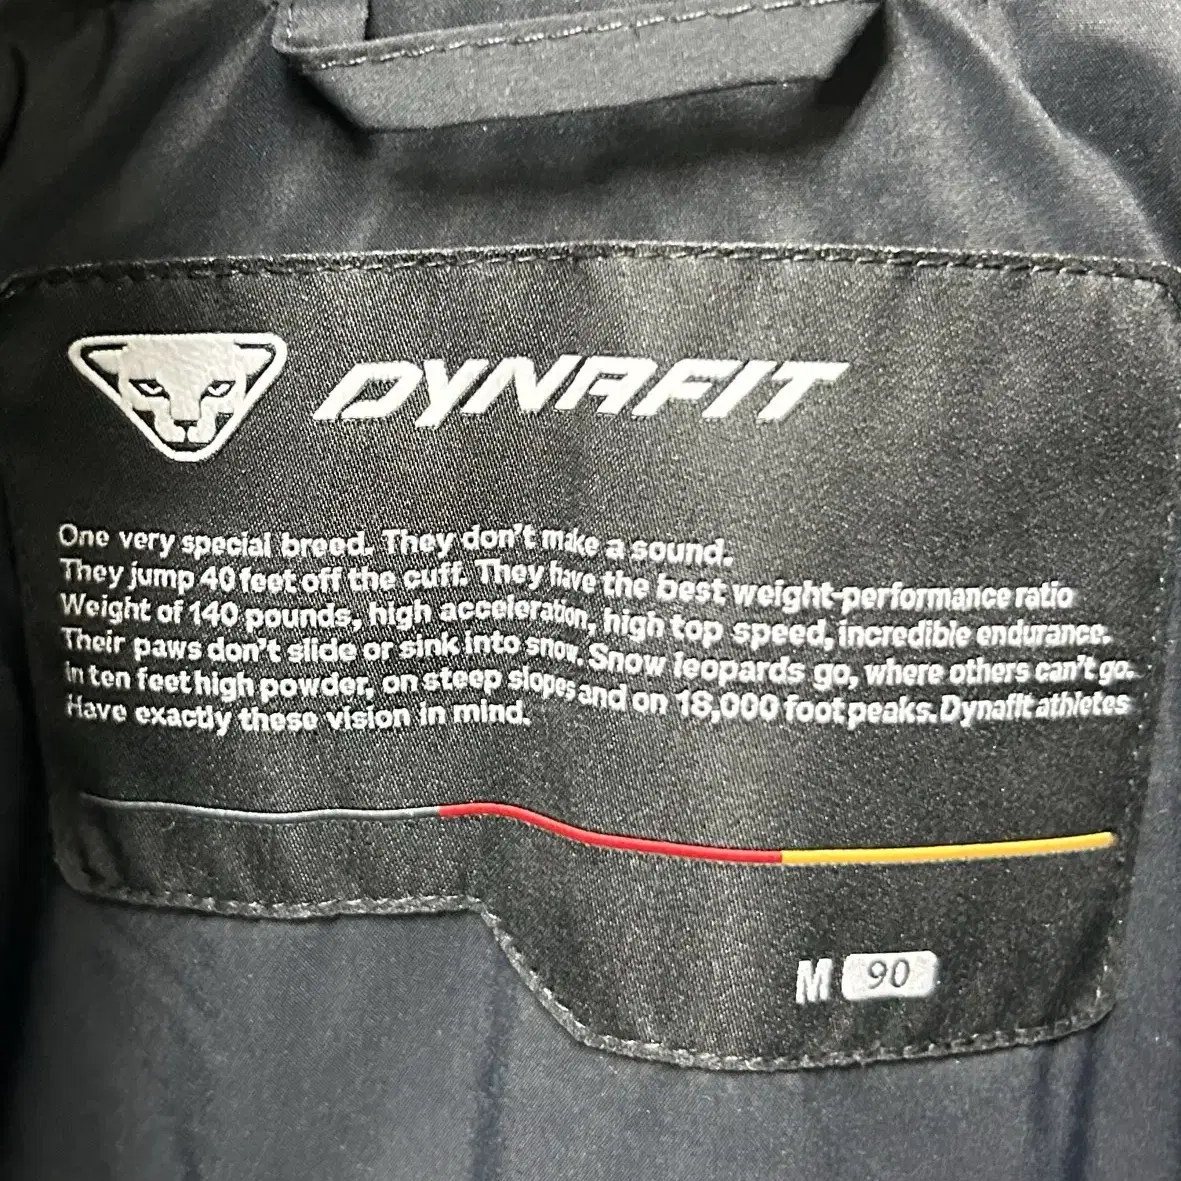 DYNAFIT
One very special breed. They don't make a sound.
They jump 40 feet off the cuff. They have the best weight-performance ratio
Weight of 140 pounds, high acceleration, high top speed, incredible endurance.
Their paws don't slide or sink into snow. Snow leopards go, where others can't go.
in ten feet high powder, on steep slopes and on 18,000 foot peaks. Dynafit athletes
Have exactly these vision in mind.
M 90